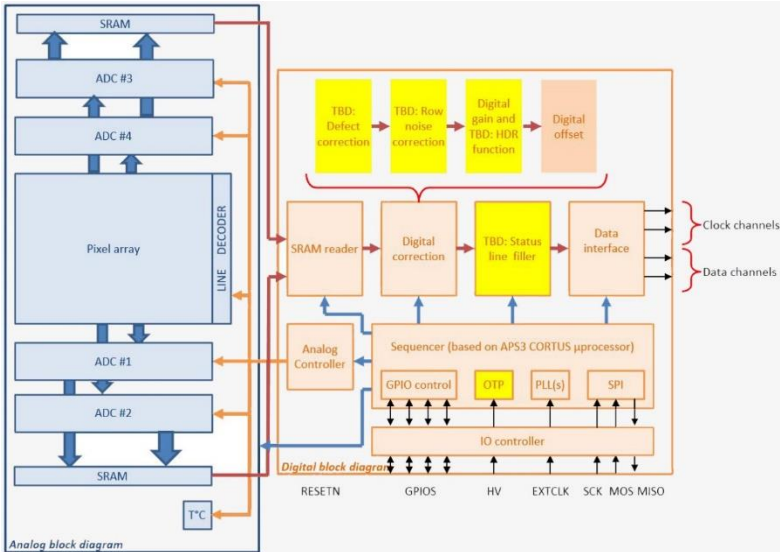 SRAM
ADC #3
ADC #4
Pixel array
LINE DECODER
ADC #1
ADC #2
SRAM
T°C
Analog block diagram
TBD:
Defect
correction
TBD: Row
noise
correction
Digital
gain and
TBD: HDR
function
Digital
offset
SRAM reader
Digital
correction
TBD: Status
line filler
Data
interface
Clock channels
Data channels
Analog
Controller
Sequencer (based on APS3 CORTUS µprocessor)
GPIO control
OTP
PLL(s)
SPI
IO controller
Digital block diagram
RESETN
GPIOS
HV
EXTCLK
SCK
MOS
MISO